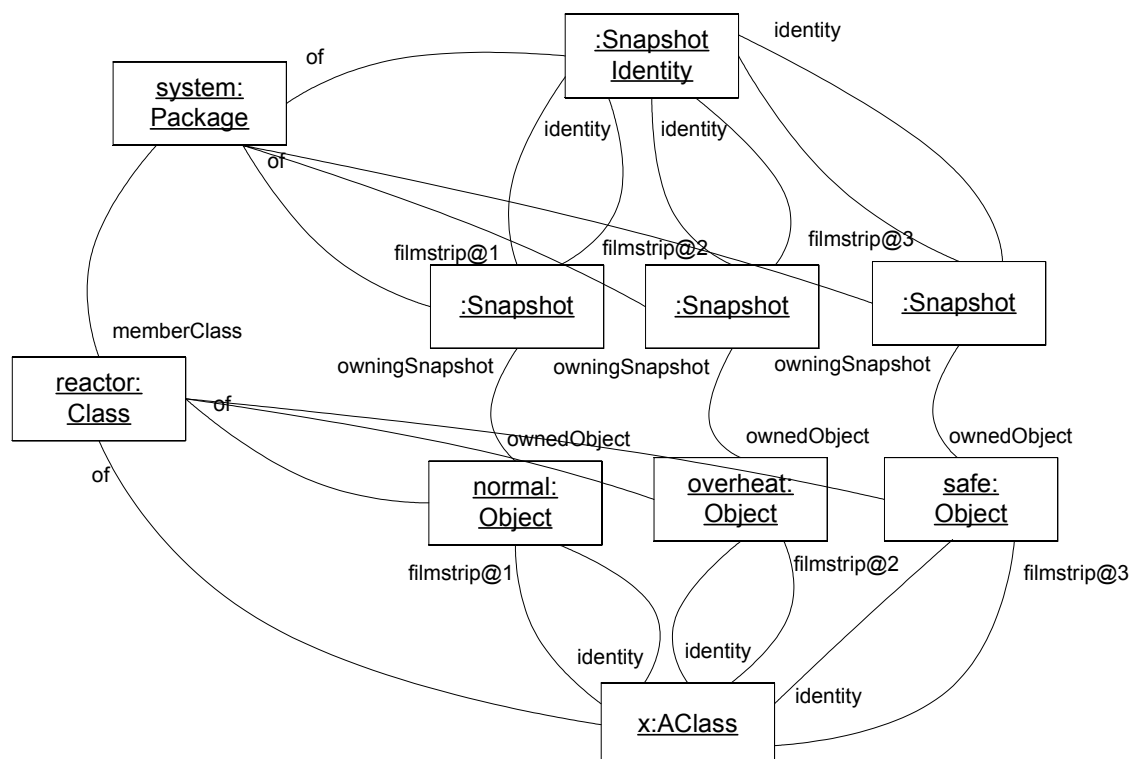 identity
:Snapshot
Identity
of
system:
Package
identity
identity
of
filmstrip@1
filmstrip@2
filmstrip@3
:Snapshot
:Snapshot
:Snapshot
memberClass
owningSnapshot
owningSnapshot
owningSnapshot
reactor:
Class
of
ownedObject
ownedObject
ownedObject
of
normal:
Object
overheat:
Object
safe:
Object
filmstrip@1
filmstrip@2
filmstrip@3
identity
identity
identity
x:AClass